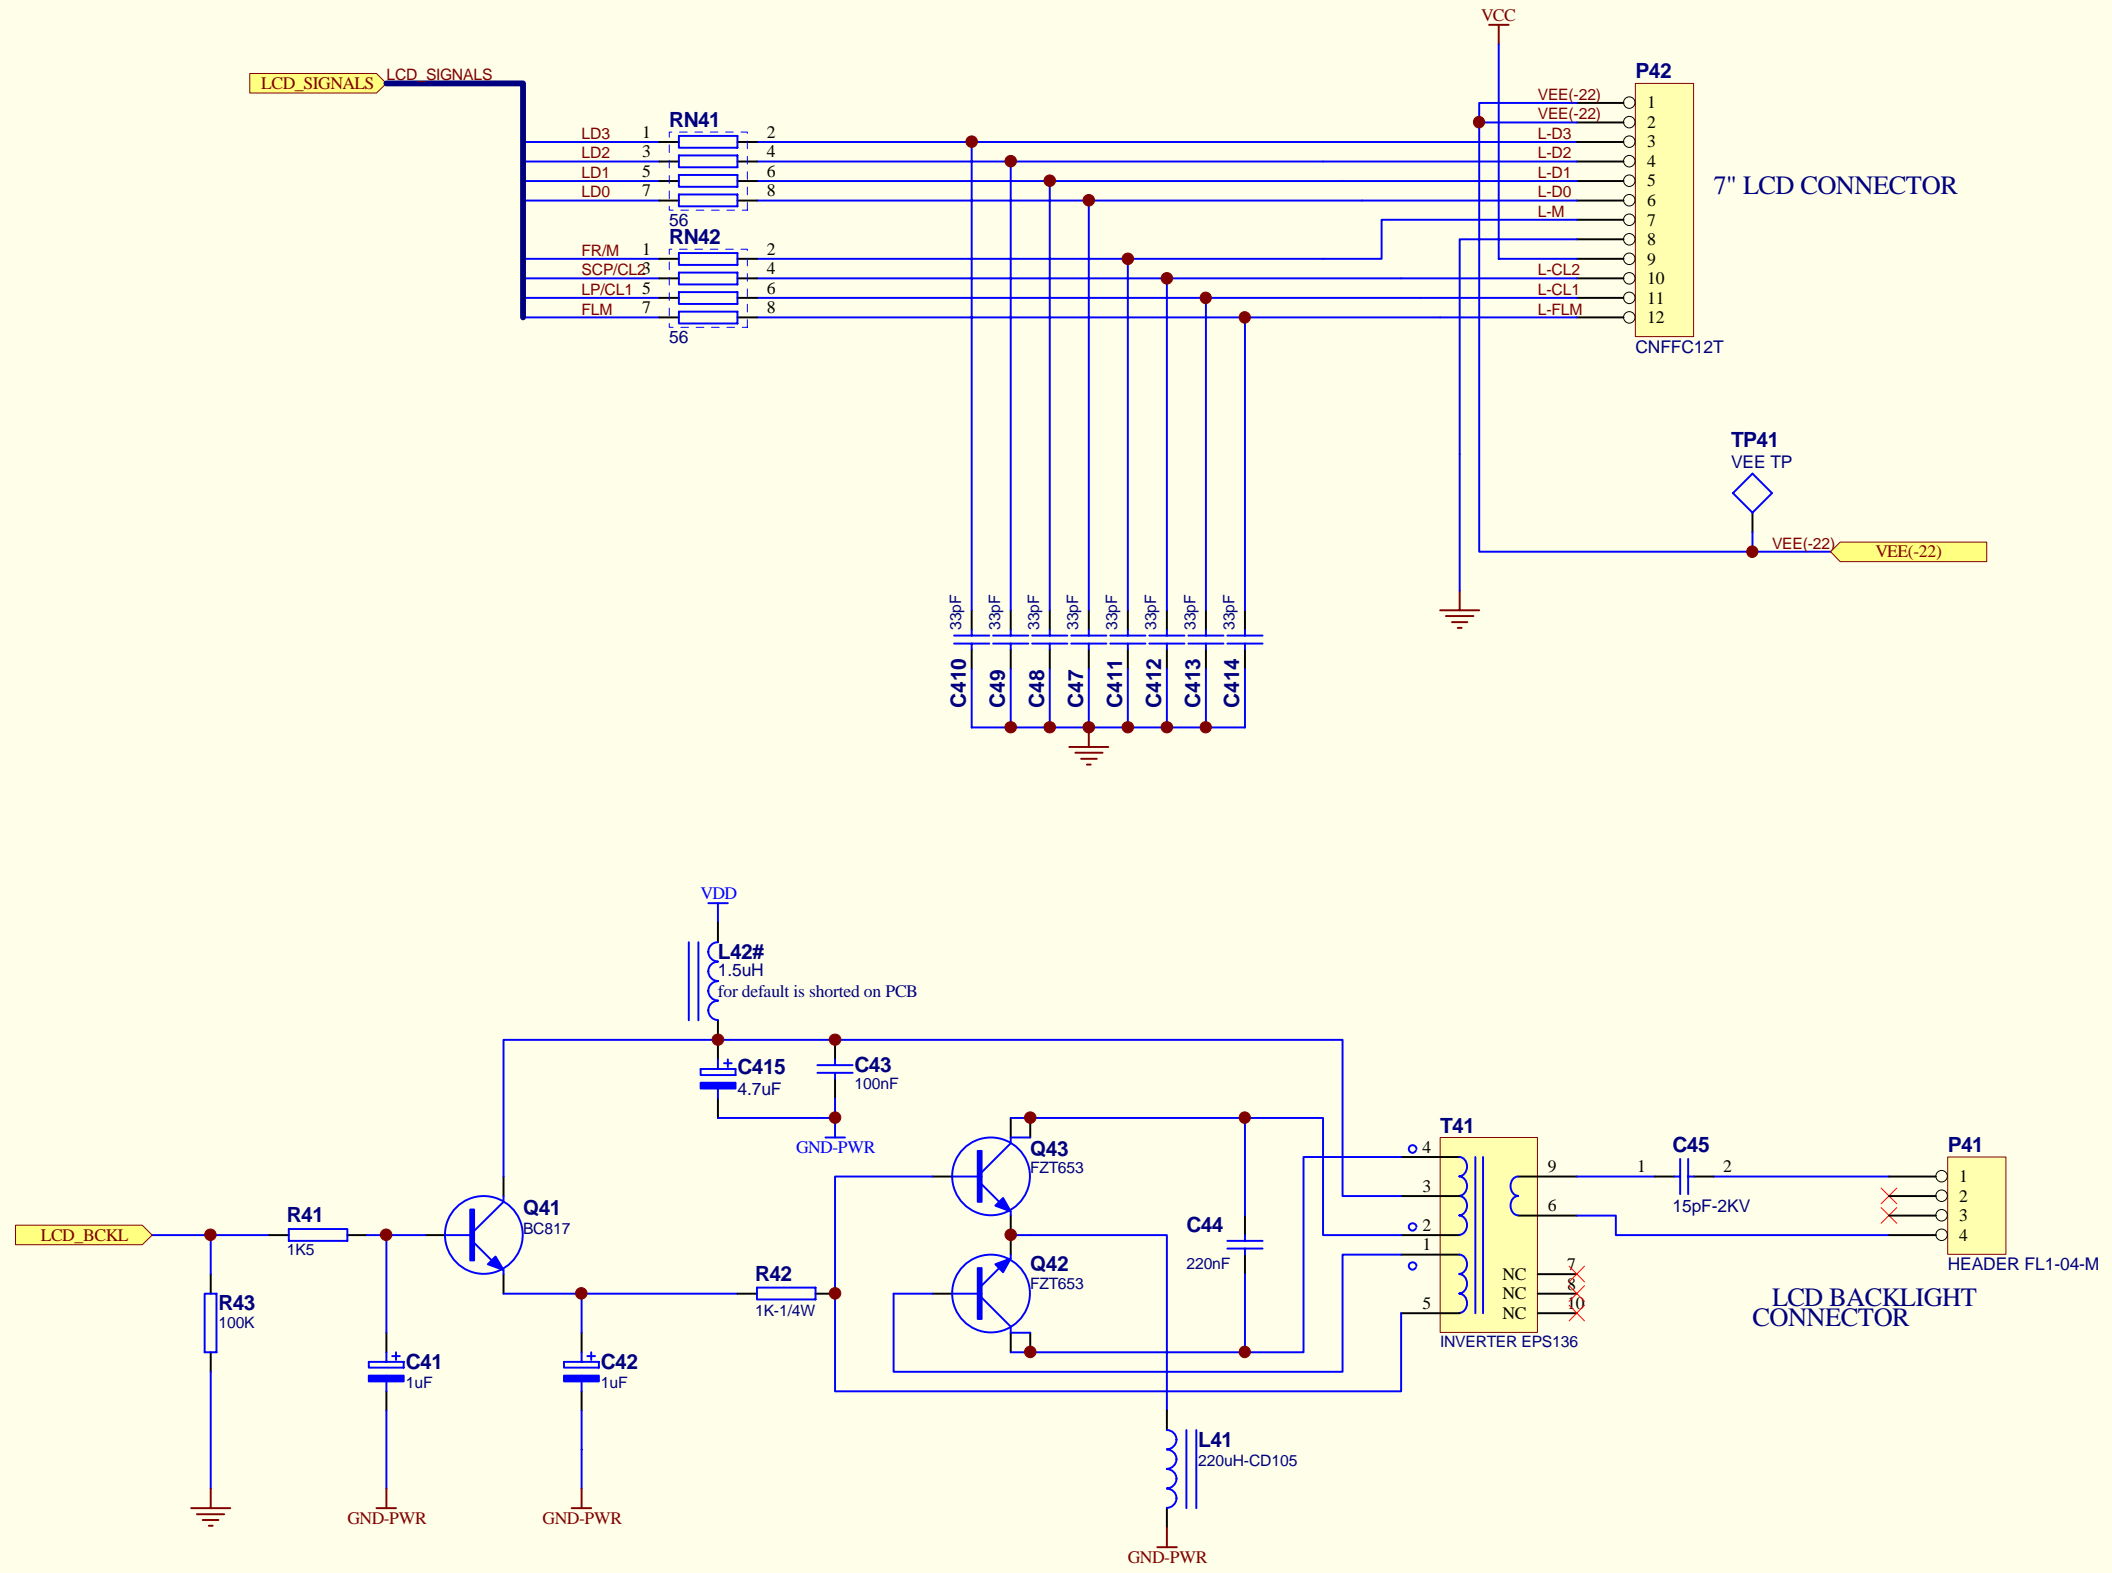 VCC
LCD_SIGNALS
LCD_SIGNALS
P42
VEE(-22)
1
VEE(-22)
2
RN41
LD3 1 2 L-D3 3
LD2 3 4 L-D2 4
LD1 5 6 L-D1 5
LD0 7 8 L-D0 6
7" LCD CONNECTOR
56
L-M 7
RN42
8
FR/M 1 2 9
SCP/CL2 3 4 L-CL2 10
LP/CL1 5 6 L-CL1 11
FLM 7 8 L-FLM 12
56
CNFFC12T
TP41
VEE TP
VEE(-22)
VEE(-22)
33pF 33pF 33pF 33pF 33pF 33pF 33pF 33pF
C410 C49 C48 C47 C411 C412 C413 C414
VDD
L42#
1.5uH
for default is shorted on PCB
C415
4.7uF
C43
100nF
GND-PWR
Q43
FZT653
T41
4
3
2
1
5
9
6
NC 7
NC 8
NC 10
INVERTER EPS136
C45
1 2
15pF-2KV
P41
1
2
3
4
HEADER FL1-04-M
LCD BACKLIGHT
CONNECTOR
LCD_BCKL
R41
1K5
Q41
BC817
C44
220nF
Q42
FZT653
R42
1K-1/4W
R43
100K
C41
1uF
C42
1uF
L41
220uH-CD105
GND-PWR
GND-PWR
GND-PWR